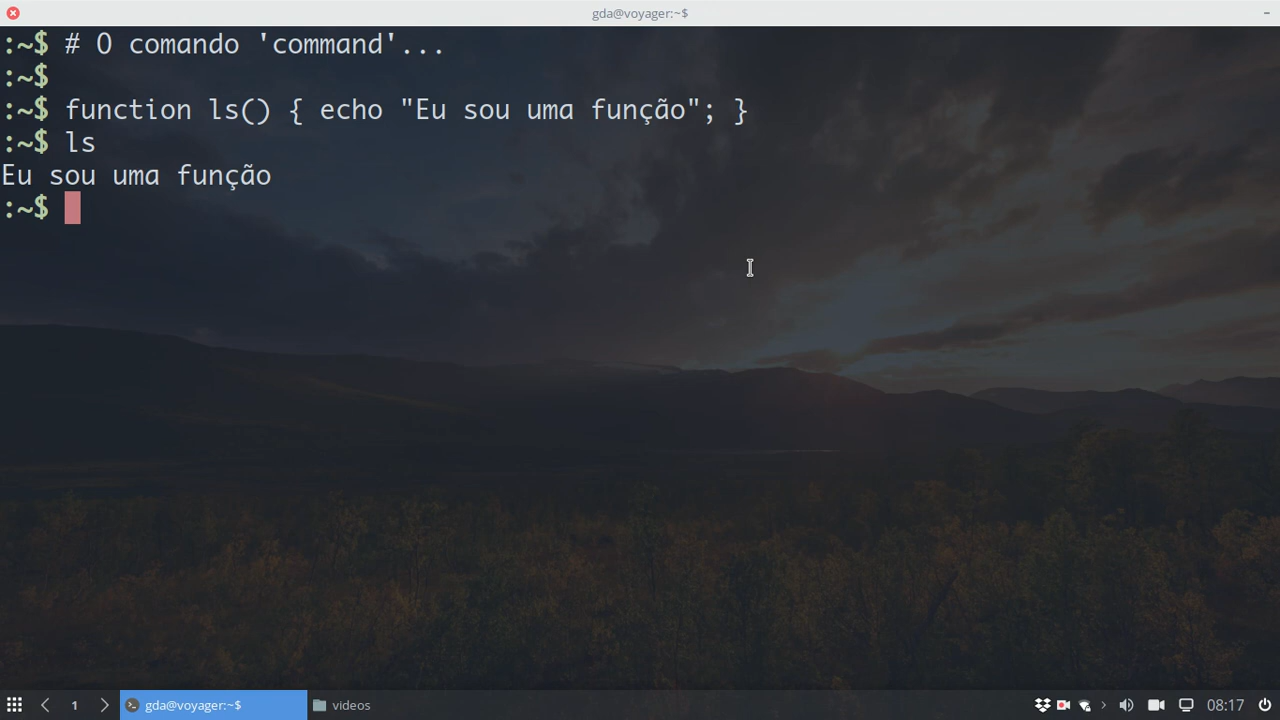 gda@voyager:~$
:~$ # O comando 'command'...
:~$
:~$ function ls() { echo "Eu sou uma função"; }
:~$ ls
Eu sou uma função
:~$
1
gda@voyager:~$
videos
08:17